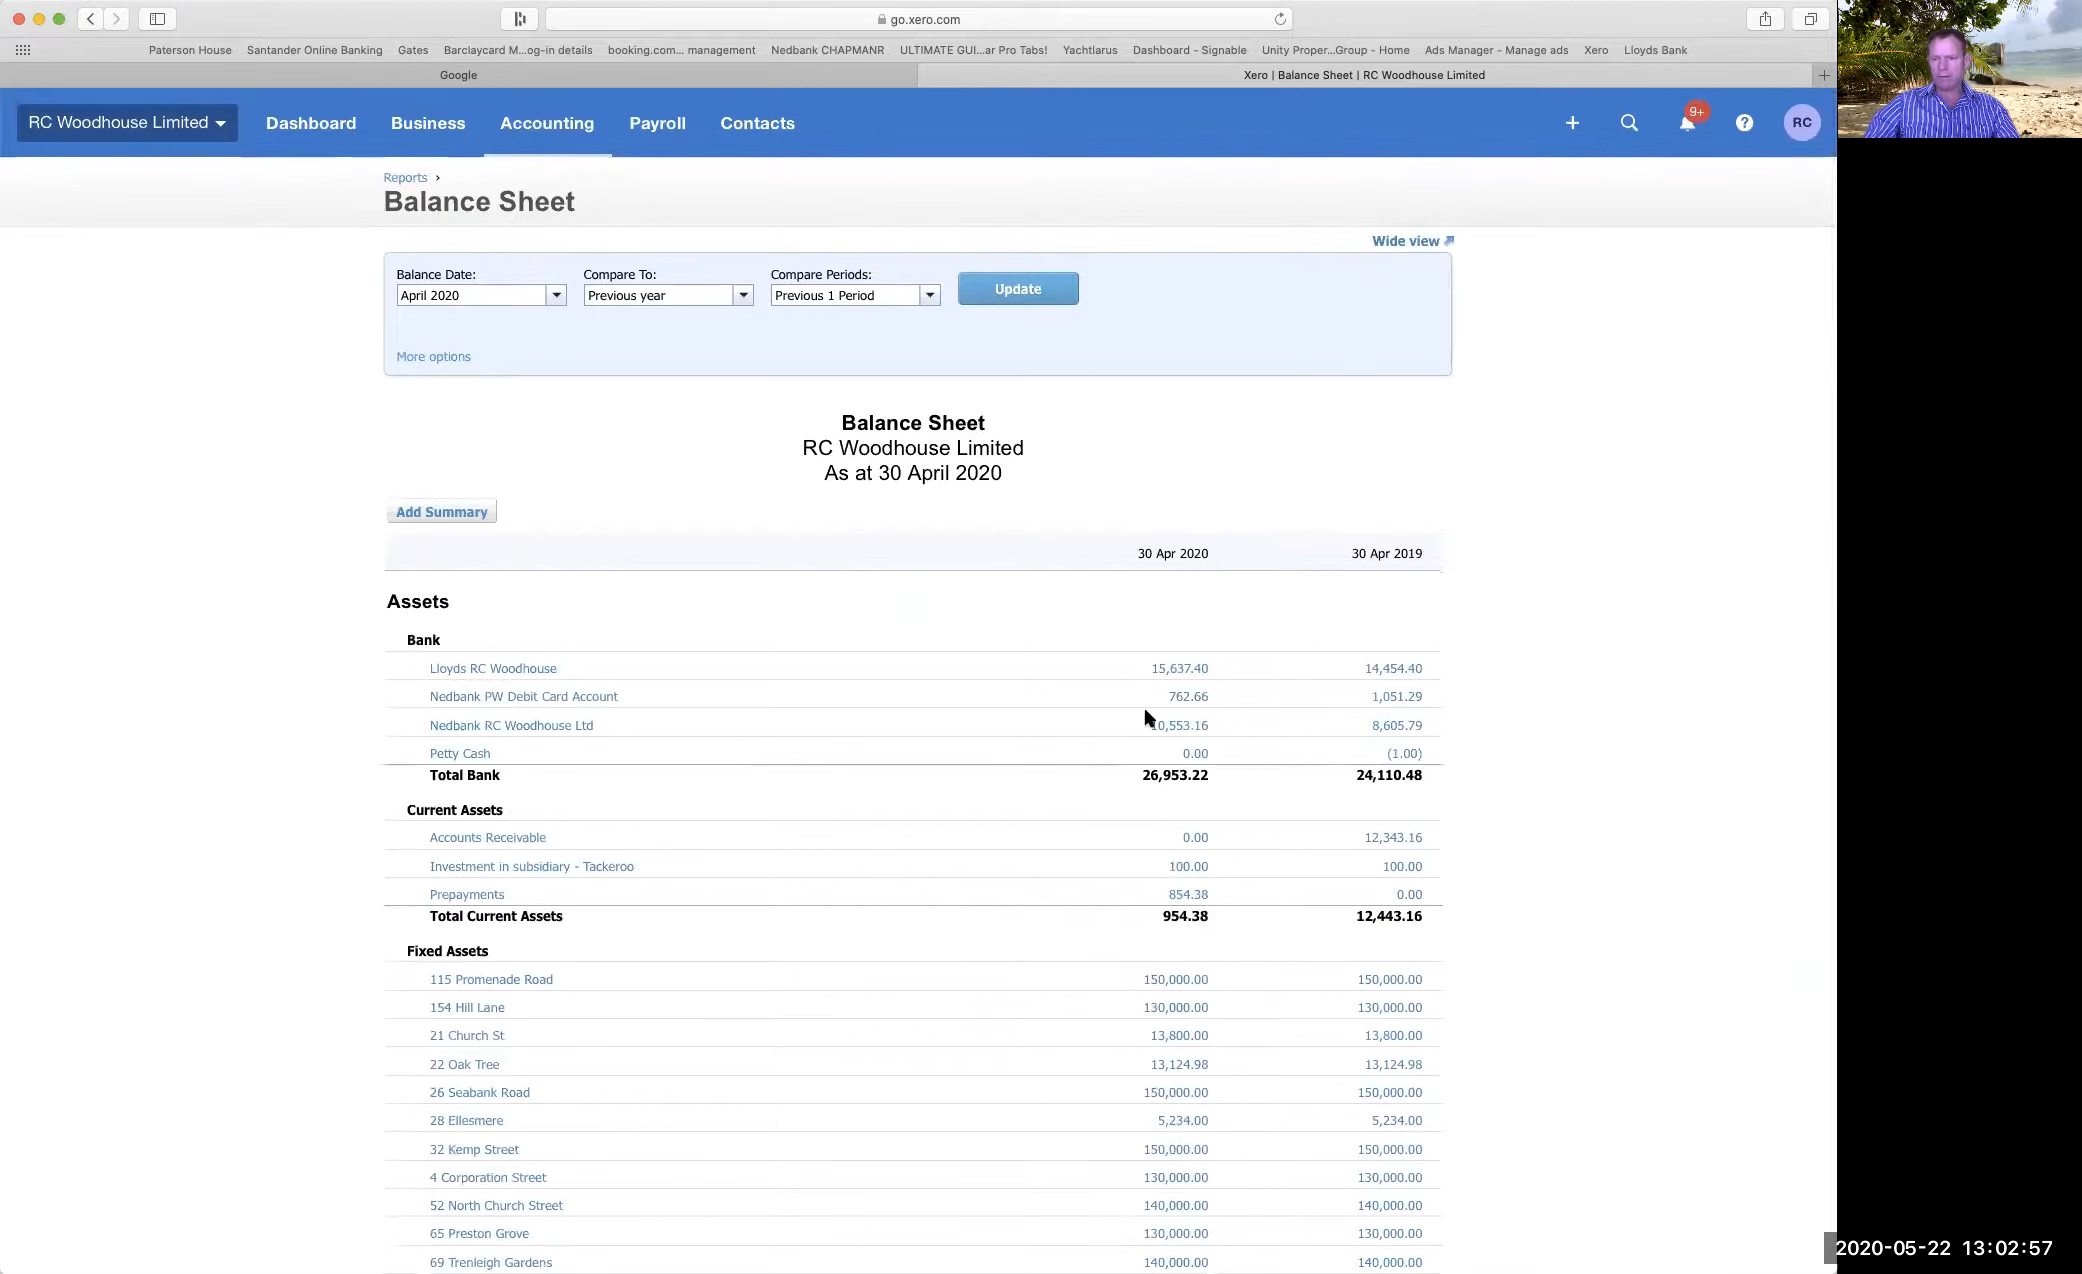 go.xero.com
Paterson House Santander Online Banking Gates Barclaycard M...og-in details booking.com... management Nedbank CHAPMANR ULTIMATE GUI...ar Pro Tabs! Yachtlarus Dashboard - Signable Unity Proper...Group - Home Ads Manager - Manage ads Xero Lloyds Bank
Google Xero | Balance Sheet | RC Woodhouse Limited
RC Woodhouse Limited Dashboard Business Accounting Payroll Contacts + 9+ ? RC
Reports ›
Balance Sheet
Wide view
Balance Date: Compare To: Compare Periods:
April 2020 Previous year Previous 1 Period Update
More options
Balance Sheet
RC Woodhouse Limited
As at 30 April 2020
Add Summary
30 Apr 2020 30 Apr 2019
Assets
Bank
Lloyds RC Woodhouse 15,637.40 14,454.40
Nedbank PW Debit Card Account 762.66 1,051.29
Nedbank RC Woodhouse Ltd 10,553.16 8,605.79
Petty Cash 0.00 (1.00)
Total Bank 26,953.22 24,110.48
Current Assets
Accounts Receivable 0.00 12,343.16
Investment in subsidiary - Tackeroo 100.00 100.00
Prepayments 854.38 0.00
Total Current Assets 954.38 12,443.16
Fixed Assets
115 Promenade Road 150,000.00 150,000.00
154 Hill Lane 130,000.00 130,000.00
21 Church St 13,800.00 13,800.00
22 Oak Tree 13,124.98 13,124.98
26 Seabank Road 150,000.00 150,000.00
28 Ellesmere 5,234.00 5,234.00
32 Kemp Street 150,000.00 150,000.00
4 Corporation Street 130,000.00 130,000.00
52 North Church Street 140,000.00 140,000.00
65 Preston Grove 130,000.00 130,000.00
69 Trenleigh Gardens 140,000.00 140,000.00
2020-05-22 13:02:57